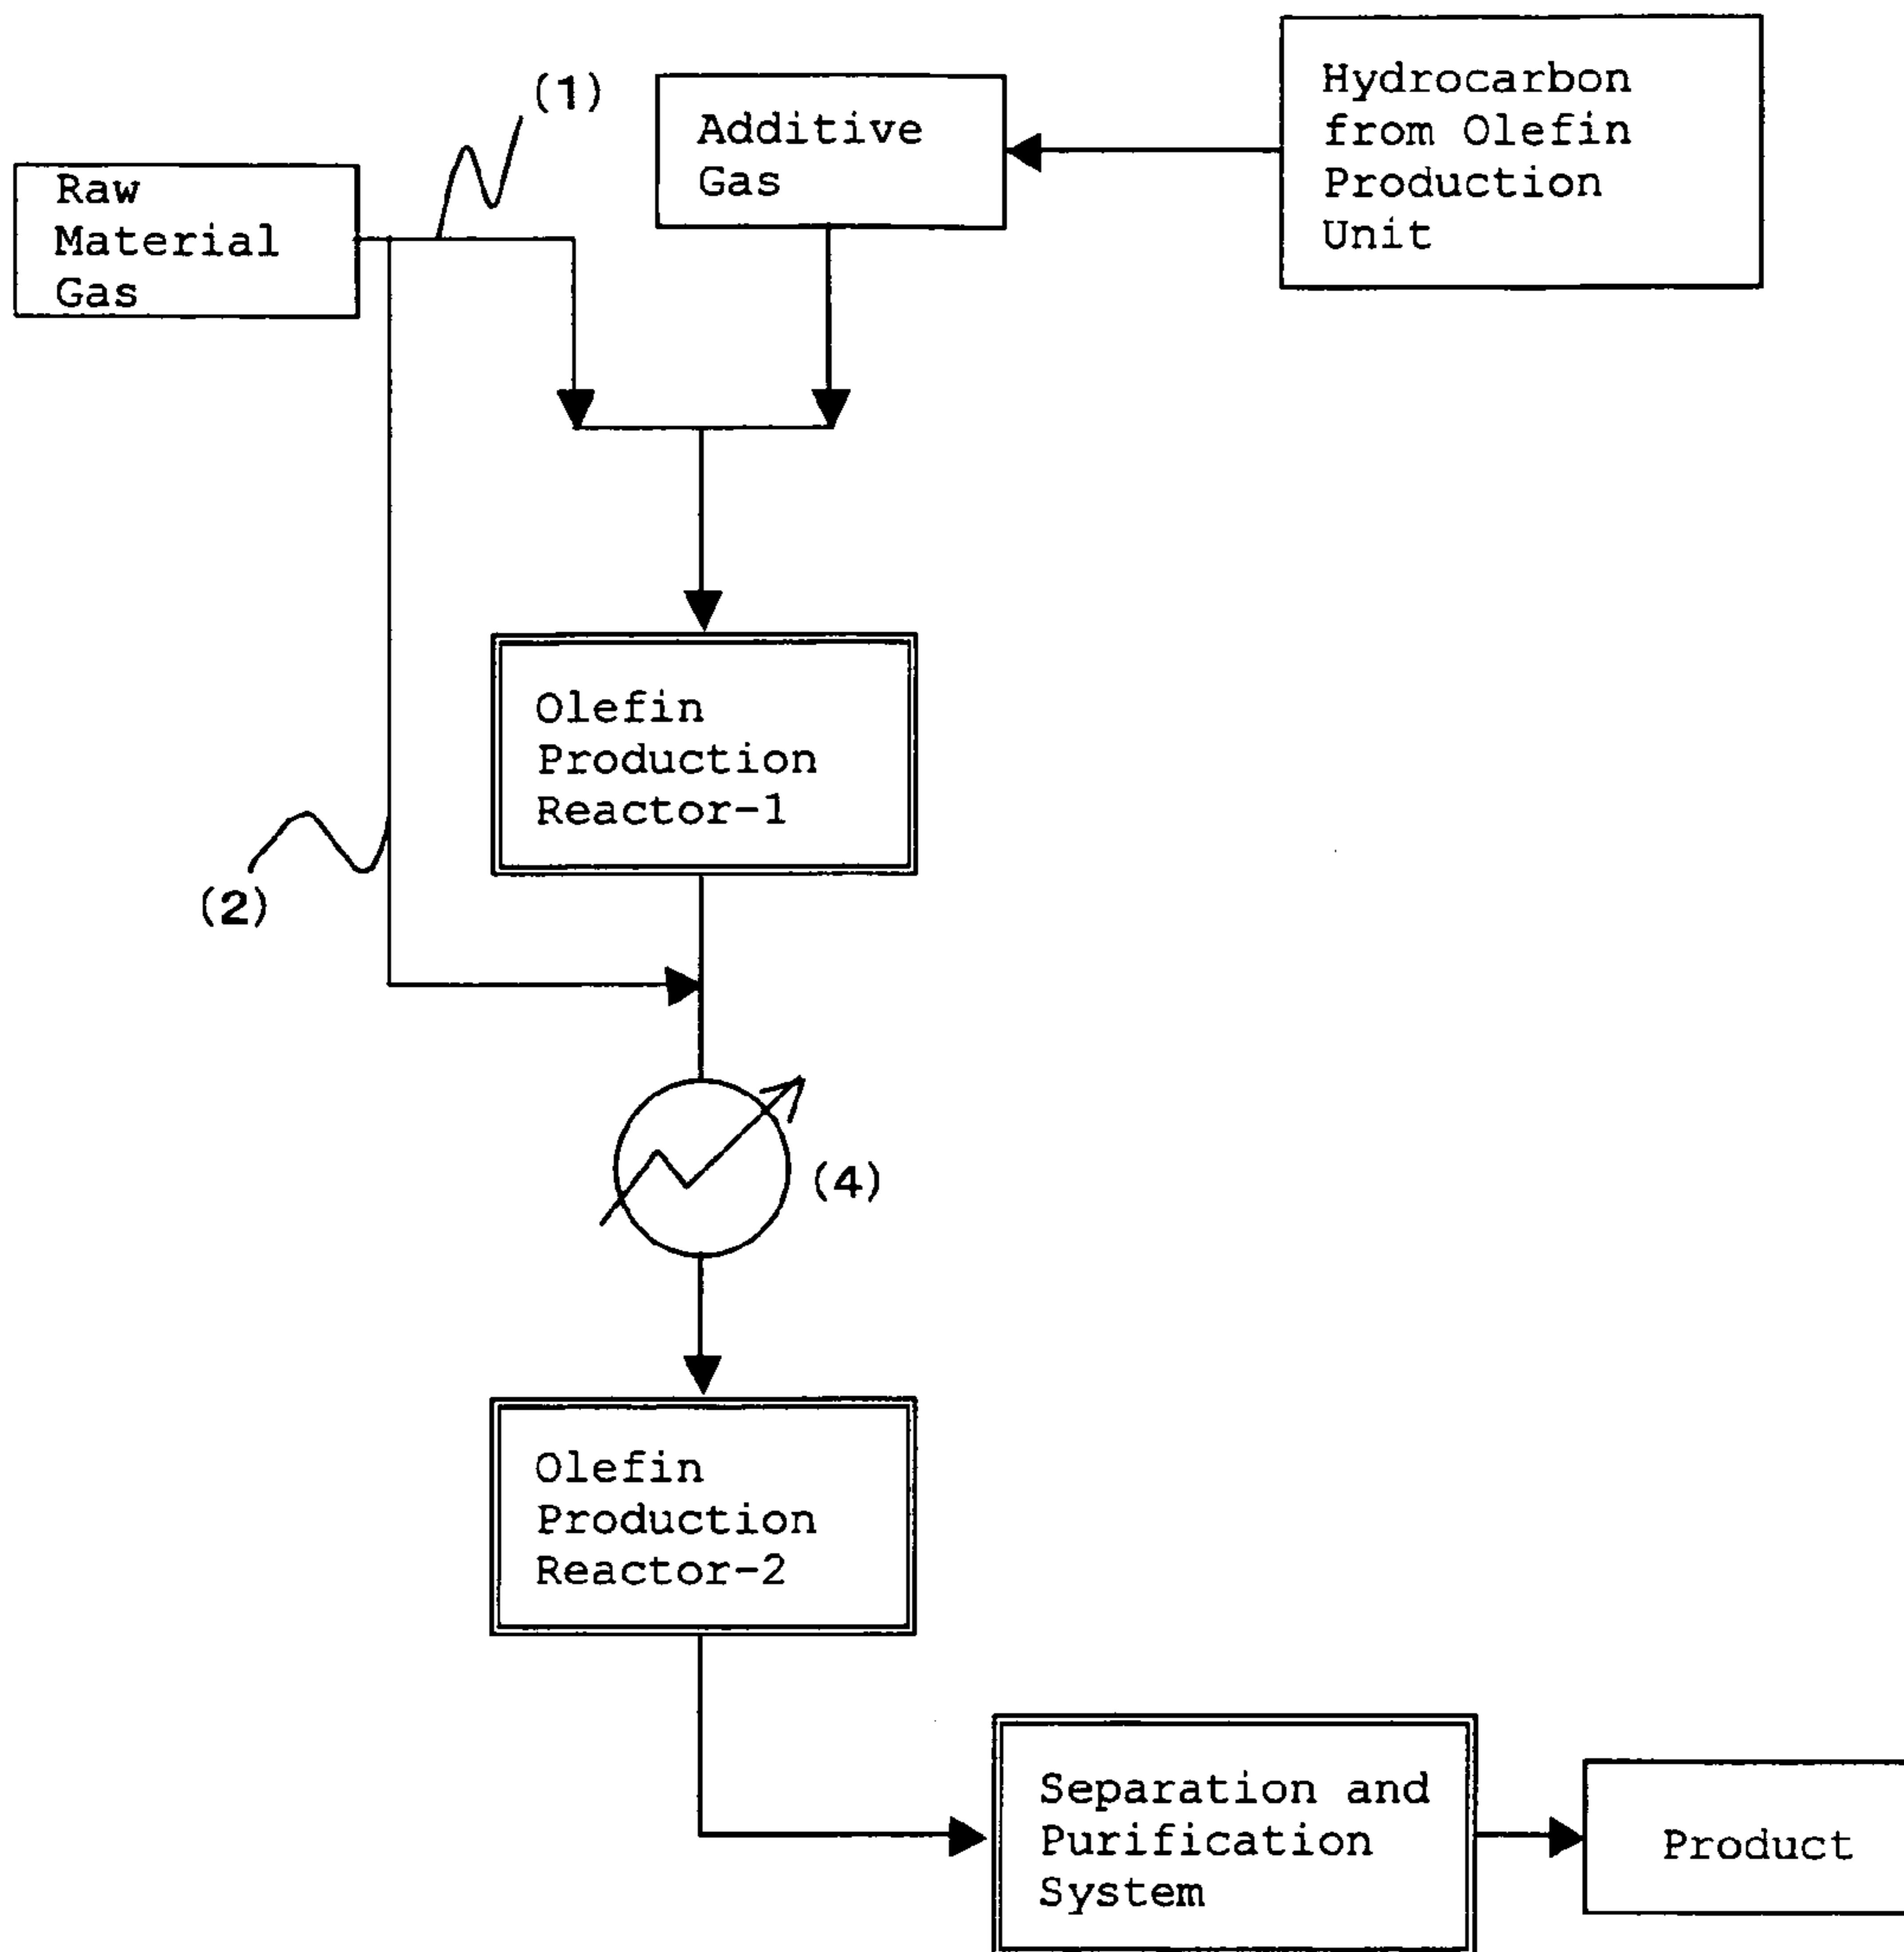 (1)
Raw
Material
Gas
Additive
Gas
Hydrocarbon
from Olefin
Production
Unit
Olefin
Production
Reactor-1
(2)
(4)
Olefin
Production
Reactor-2
Separation and
Purification
System
Product